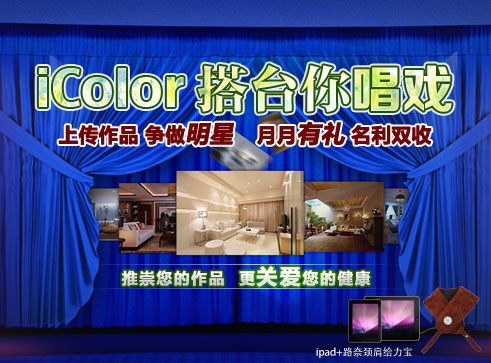 iColor 搭台你唱戏
上传作品 争做明星 月月有礼 名利双收
推崇您的作品 更关爱您的健康
ipad+路奈颈肩给力宝